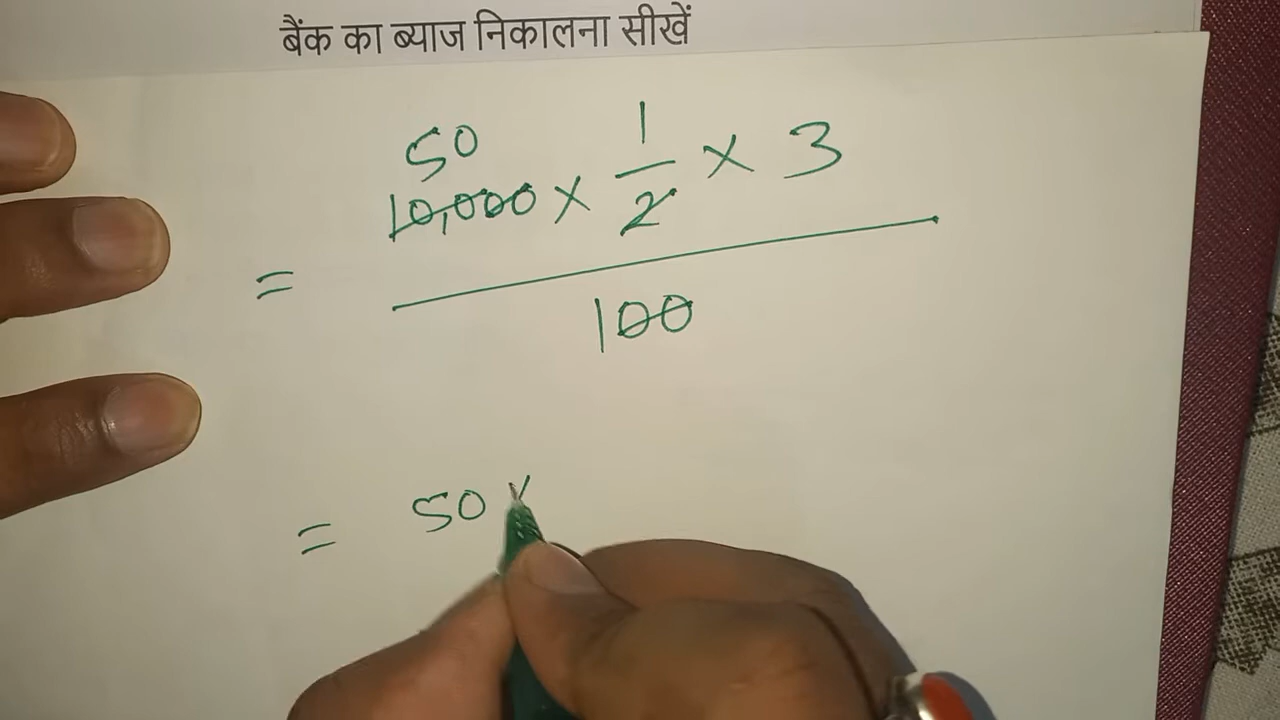 बैंक का ब्याज निकालना सीखें
50
= 10,000 × 1/2 × 3
100
= 50 ×